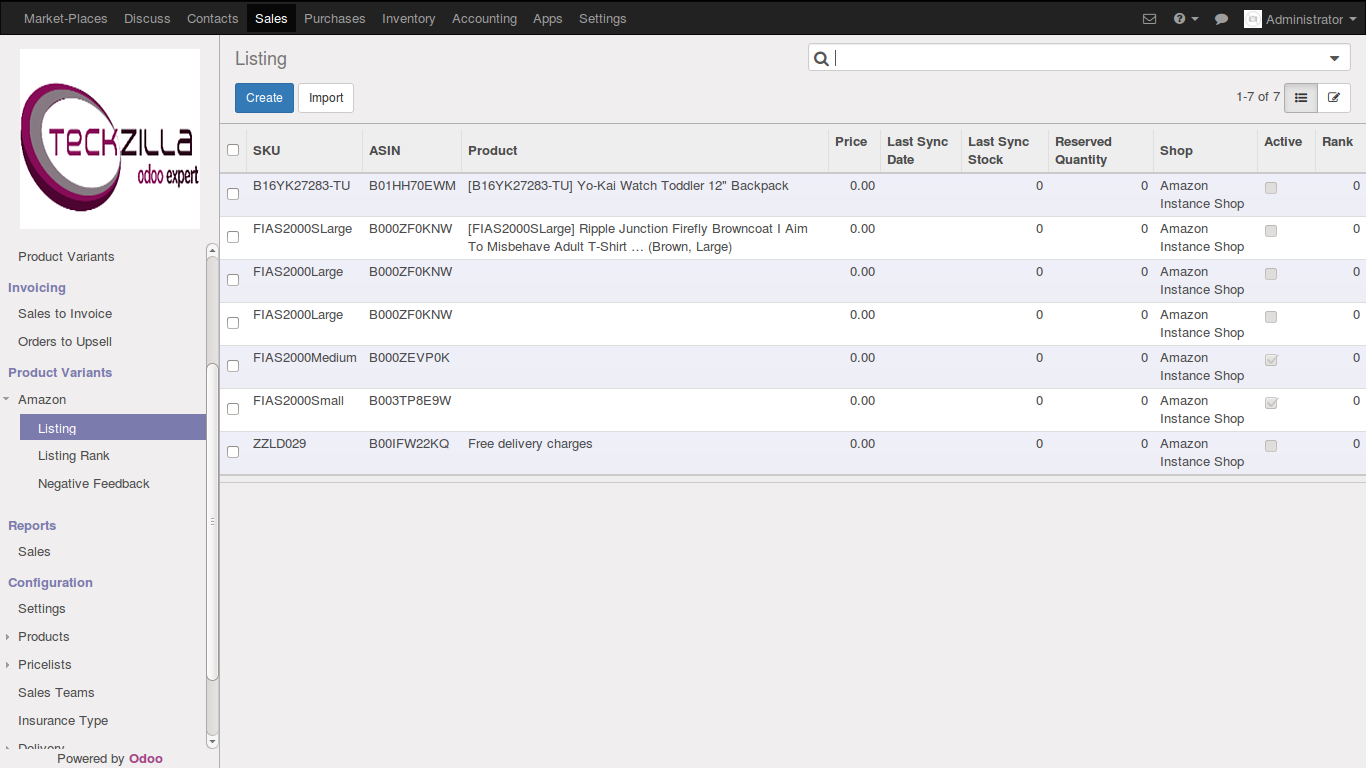 Market-Places Discuss Contacts Sales Purchases Inventory Accounting Apps Settings Administrator
TECKZILLA
odoo expert
Product Variants
Invoicing
Sales to Invoice
Orders to Upsell
Product Variants
Amazon
Listing
Listing Rank
Negative Feedback
Reports
Sales
Configuration
Settings
Products
Pricelists
Sales Teams
Insurance Type
Delivery
Powered by Odoo
Listing
Create Import 1-7 of 7
SKU ASIN Product Price Last Sync Date Last Sync Stock Reserved Quantity Shop Active Rank
B16YK27283-TU B01HH70EWM [B16YK27283-TU] Yo-Kai Watch Toddler 12" Backpack 0.00 0 0 Amazon 0
Instance Shop
FIAS2000SLarge B000ZF0KNW [FIAS2000SLarge] Ripple Junction Firefly Browncoat I Aim 0.00 0 0 Amazon 0
To Misbehave Adult T-Shirt ... (Brown, Large) Instance Shop
FIAS2000Large B000ZF0KNW 0.00 0 0 Amazon 0
Instance Shop
FIAS2000Large B000ZF0KNW 0.00 0 0 Amazon 0
Instance Shop
FIAS2000Medium B000ZEVP0K 0.00 0 0 Amazon 0
Instance Shop
FIAS2000Small B003TP8E9W 0.00 0 0 Amazon 0
Instance Shop
ZZLD029 B00IFW22KQ Free delivery charges 0.00 0 0 Amazon 0
Instance Shop